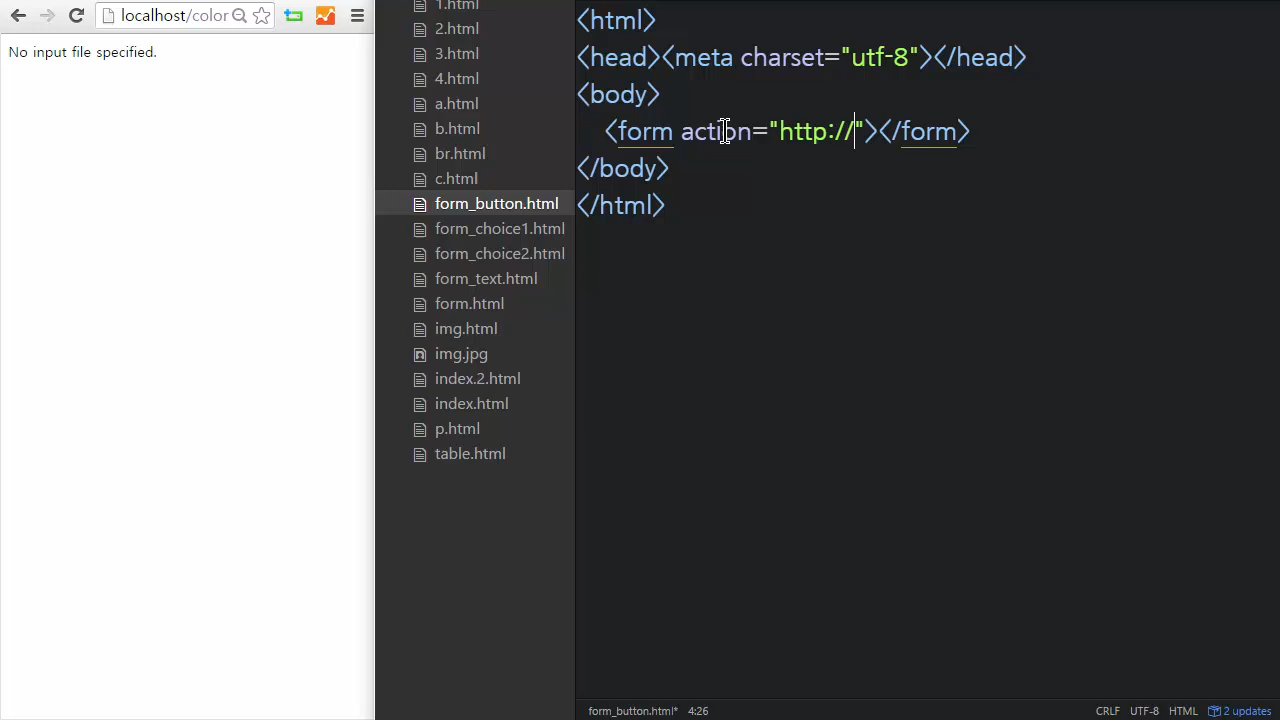 localhost/color
No input file specified.
1.html
2.html
3.html
4.html
a.html
b.html
br.html
c.html
form_button.html
form_choice1.html
form_choice2.html
form_text.html
form.html
img.html
img.jpg
index.2.html
index.html
p.html
table.html
<html>
<head><meta charset="utf-8"></head>
<body>
<form action="http://"></form>
</body>
</html>
form_button.html* 4:26 CRLF UTF-8 HTML 2 updates